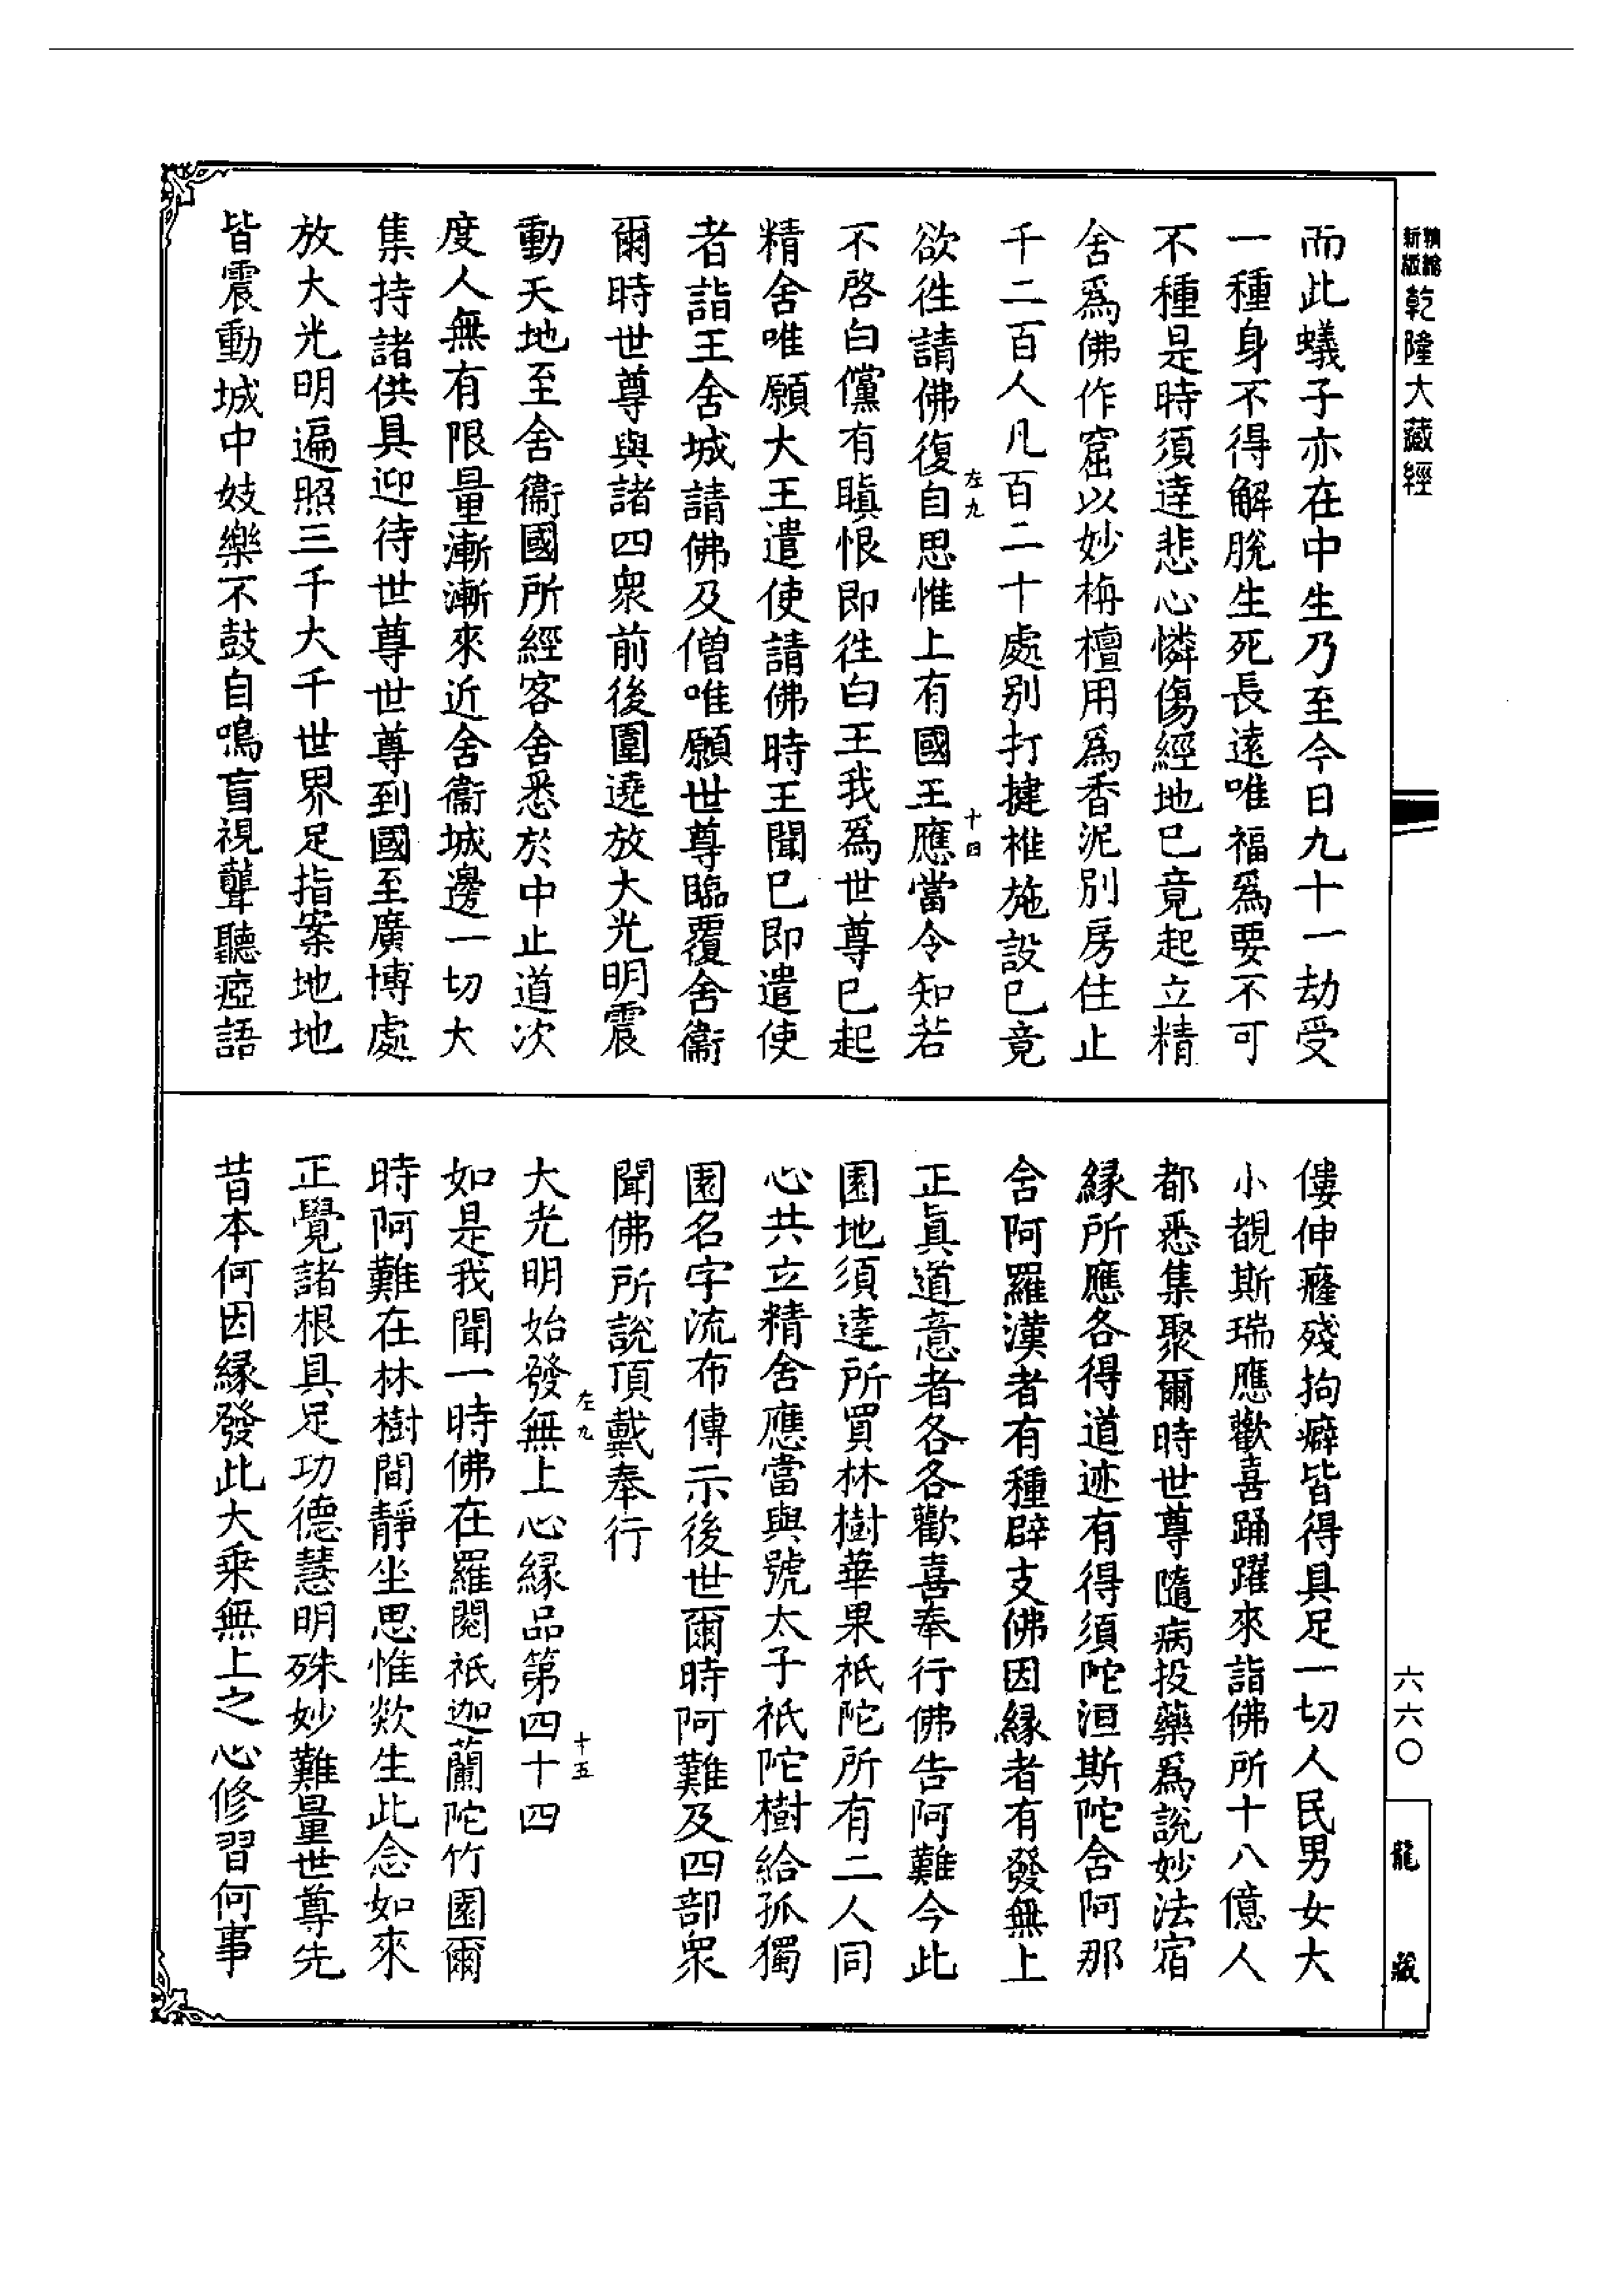 新版精縮乾隆大藏經
而此蟻子亦在中生乃至今日九十一劫受
一種身不得解脫生死長遠唯福爲要不可
不種是時須達悲心憐傷經地已竟起立精
舍爲佛作窟以妙栴檀用爲香泥別房住止
千二百人凡百二十處別打揵椎施設已竟
欲徃請佛復自思惟上有國王應當令知若
左九
十四
不啓白儻有瞋恨即徃白王我爲世尊已起
精舍唯願大王遣使請佛時王聞已即遣使
者詣王舍城請佛及僧唯願世尊臨覆舍衞
爾時世尊與諸四衆前後圍遶放大光明震
動天地至舍衞國所經客舍悉於中止道次
度人無有限量漸漸來近舍衞城邊一切大
集持諸供具迎待世尊世尊到國至廣博處
放大光明遍照三千大千世界足指案地地
皆震動城中妓樂不鼓自鳴盲視聾聽瘂語
僂伸癃殘拘癖皆得具足一切人民男女大
小覩斯瑞應歡喜踊躍來詣佛所十八億人
都悉集聚爾時世尊隨病投藥爲說妙法宿
縁所應各得道迹有得須陀洹斯陀舍阿那
舍阿羅漢者有種辟支佛因縁者有發無上
正眞道意者各各歡喜奉行佛告阿難今此
園地須達所買林樹華果祇陀所有二人同
心共立精舍應當與號太子祇陀樹給孤獨
園名字流布傳示後世爾時阿難及四部衆
聞佛所說頂戴奉行
大光明始發無上心縁品第四十四
左九
十五
如是我聞一時佛在羅閱祇迦蘭陀竹園爾
時阿難在林樹間靜坐思惟欻生此念如來
正覺諸根具足功德慧明殊妙難量世尊先
昔本何因縁發此大乘無上之心修習何事
六六〇
龍藏